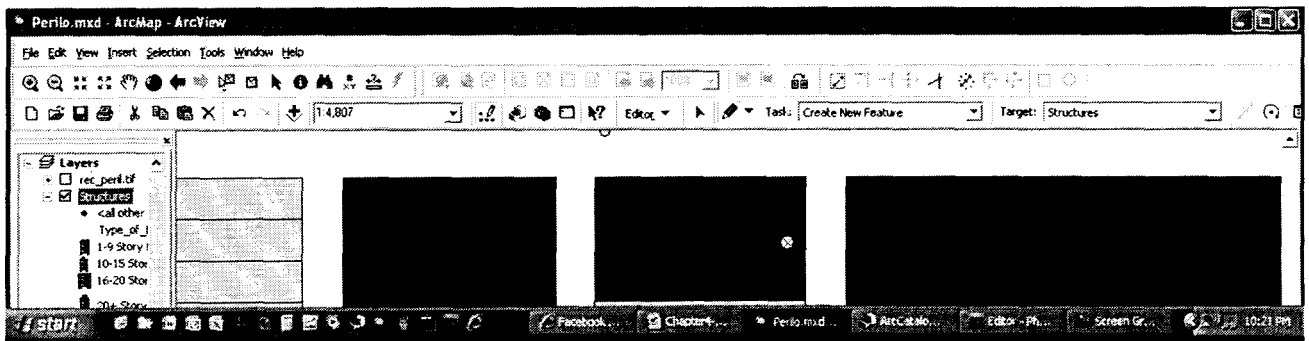 Perilo.mxd - ArcMap - ArcView
File Edit View Insert Selection Tools Window Help
1:4,807 Editor Task: Create New Feature Target: Structures
Layers
rec_peril.tif
Structures
<all other
Type_of_
1-9 Story
10-15 Stor
16-20 Stor
20+ Story
start Facebook... Chapter4-... Perilo.mxd ... ArcCatalo... Editor - Ph... Screen Gr... 10:21 PM